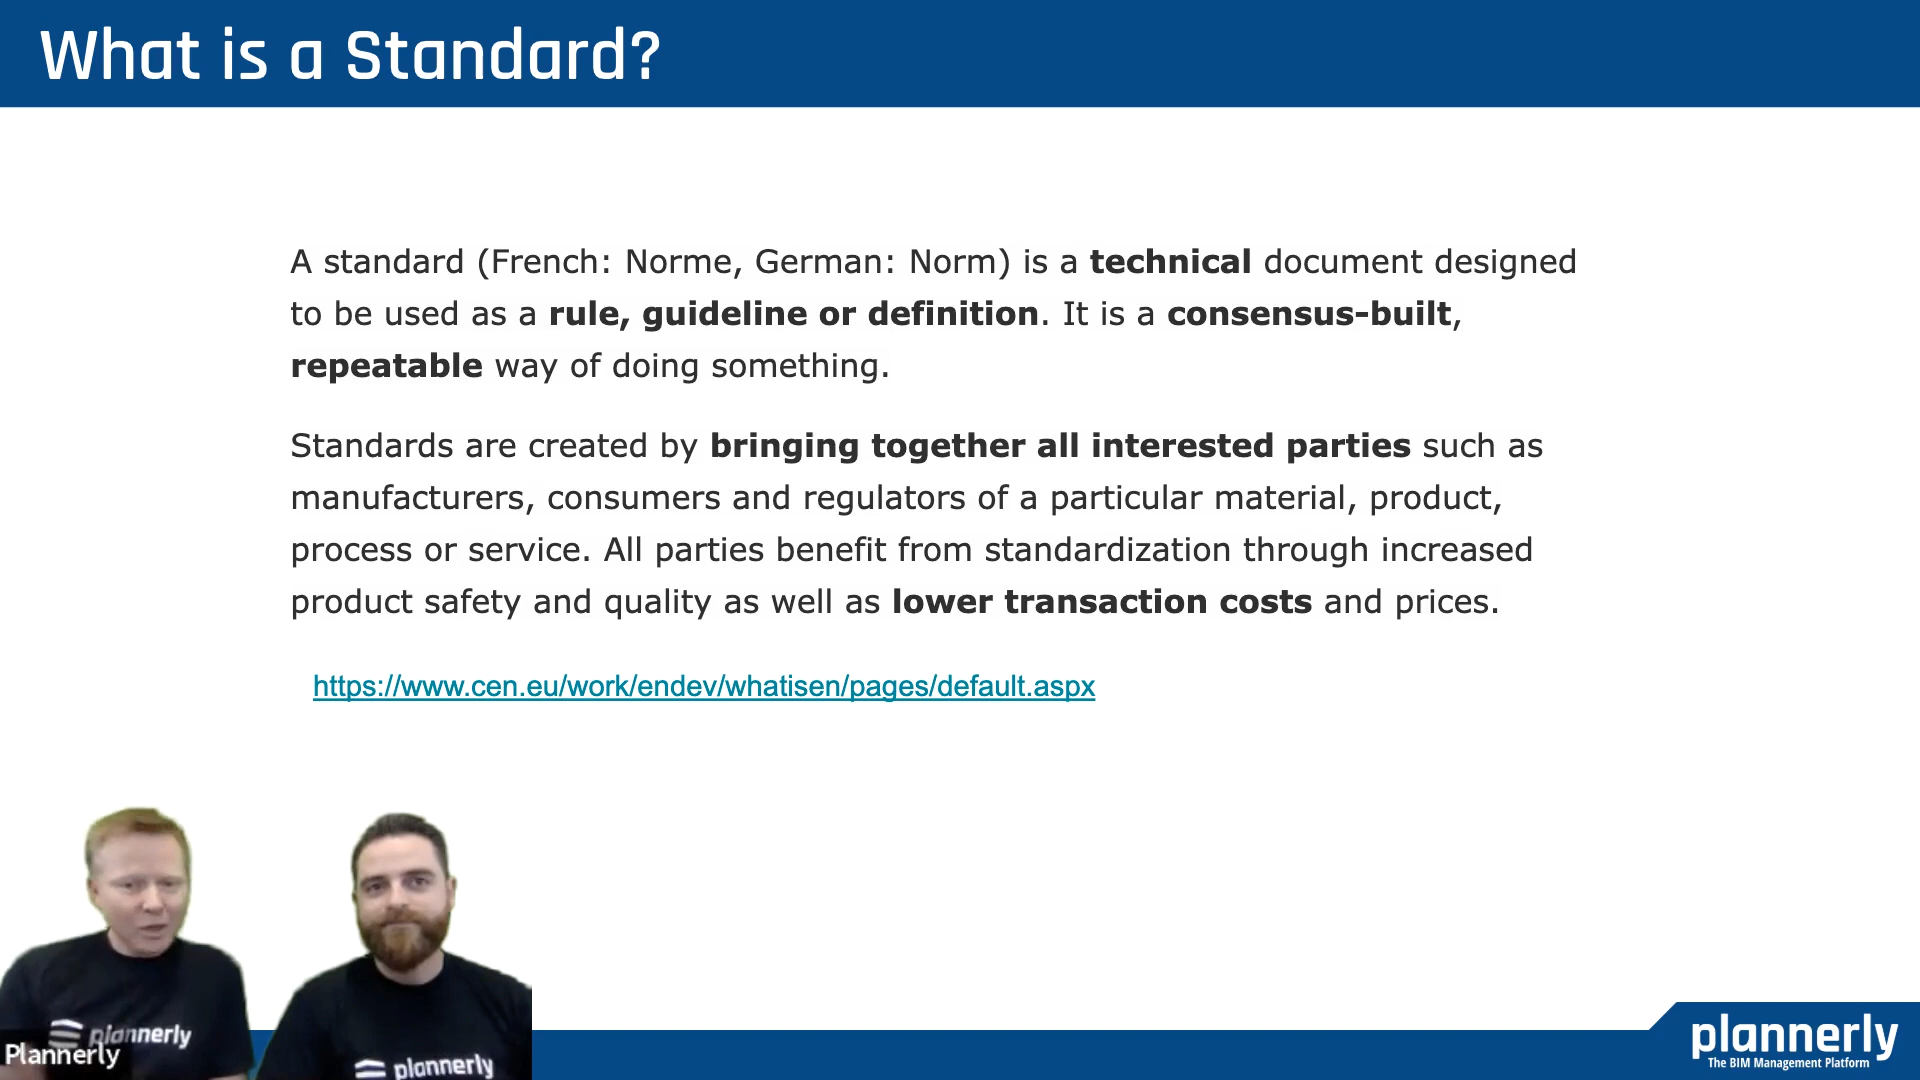 What is a Standard?
A standard (French: Norme, German: Norm) is a technical document designed
to be used as a rule, guideline or definition. It is a consensus-built,
repeatable way of doing something.
Standards are created by bringing together all interested parties such as
manufacturers, consumers and regulators of a particular material, product,
process or service. All parties benefit from standardization through increased
product safety and quality as well as lower transaction costs and prices.
https://www.cen.eu/work/endev/whatisen/pages/default.aspx
plannerly
Plannerly
plannerly
plannerly
The BIM Management Platform